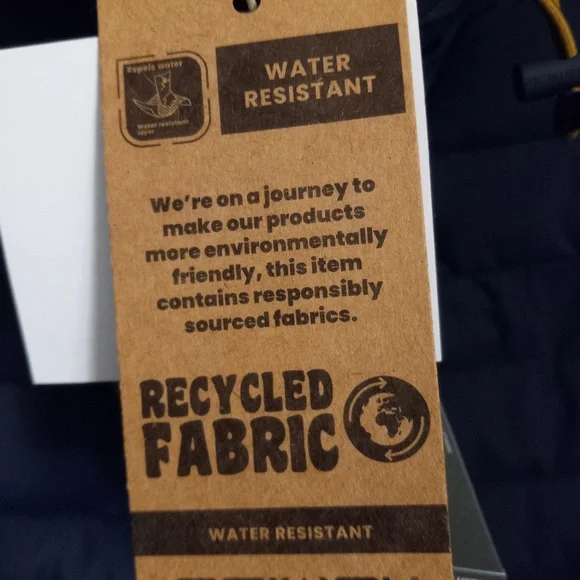 Repels water
Water resistant
layer
WATER
RESISTANT
We're on a journey to
make our products
more environmentally
friendly, this item
contains responsibly
sourced fabrics.
RECYCLED
FABRIC
WATER RESISTANT